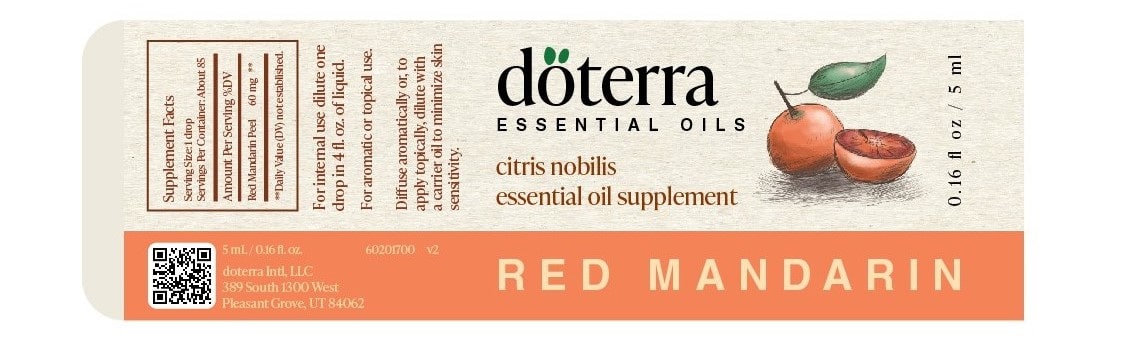 Supplement Facts
Serving Size: 1 drop
Servings Per Container: About 85
Amount Per Serving %DV
Red Mandarin Peel 60 mg **
**Daily Value (DV) not established.
For internal use dilute one
drop in 4 fl. oz. of liquid.
For aromatic or topical use.
Diffuse aromatically or, to
apply topically, dilute with
a carrier oil to minimize skin
sensitivity.
döterra
ESSENTIAL OILS
citris nobilis
essential oil supplement
0.16 fl oz / 5 ml
5 mL / 0.16 fl. oz. 60201700 v2
doterra Intl, LLC
389 South 1300 West
Pleasant Grove, UT 84062
RED MANDARIN